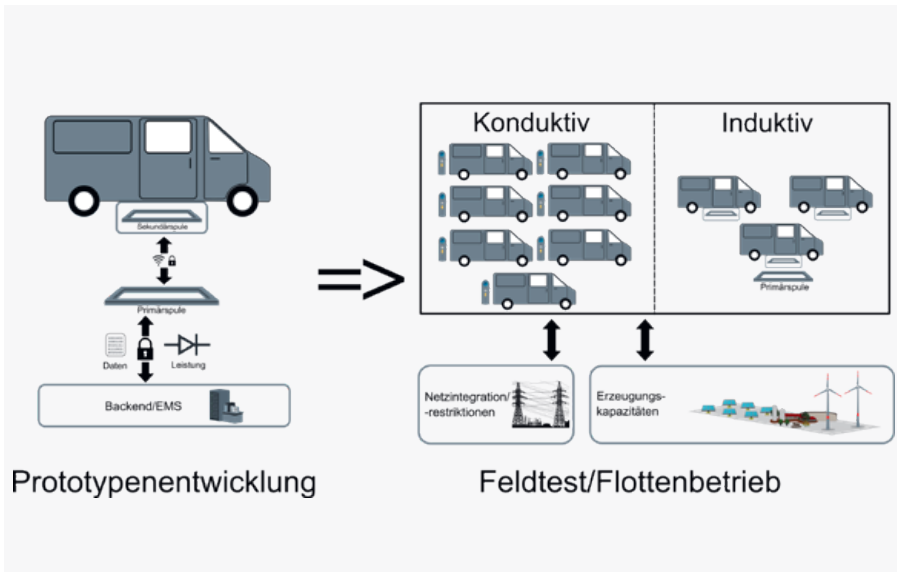 Sekundärspule
Primärspule
Daten
Leistung
Backend/EMS
Prototypenentwicklung
=>
Konduktiv
Induktiv
Primärspule
Netzintegration/
-restriktionen
Erzeugungs-
kapazitäten
Feldtest/Flottenbetrieb